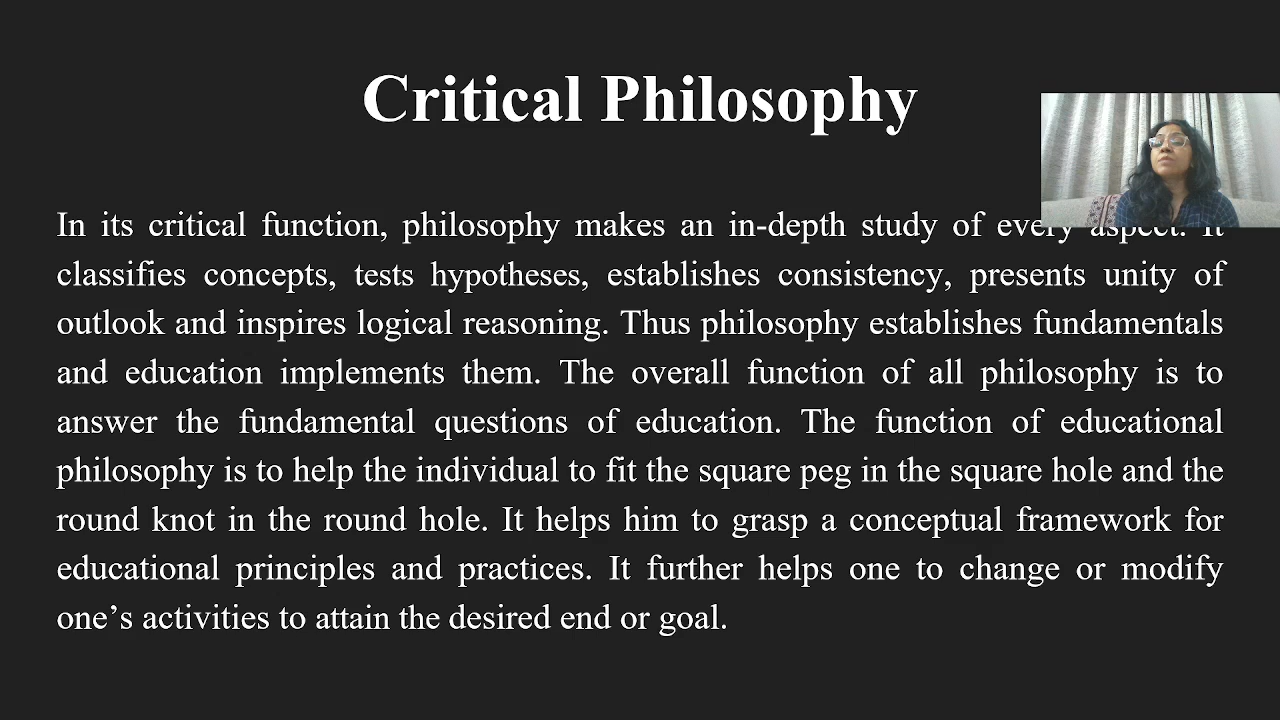 Critical Philosophy
In its critical function, philosophy makes an in-depth study of every aspect. It
classifies concepts, tests hypotheses, establishes consistency, presents unity of
outlook and inspires logical reasoning. Thus philosophy establishes fundamentals
and education implements them. The overall function of all philosophy is to
answer the fundamental questions of education. The function of educational
philosophy is to help the individual to fit the square peg in the square hole and the
round knot in the round hole. It helps him to grasp a conceptual framework for
educational principles and practices. It further helps one to change or modify
one’s activities to attain the desired end or goal.